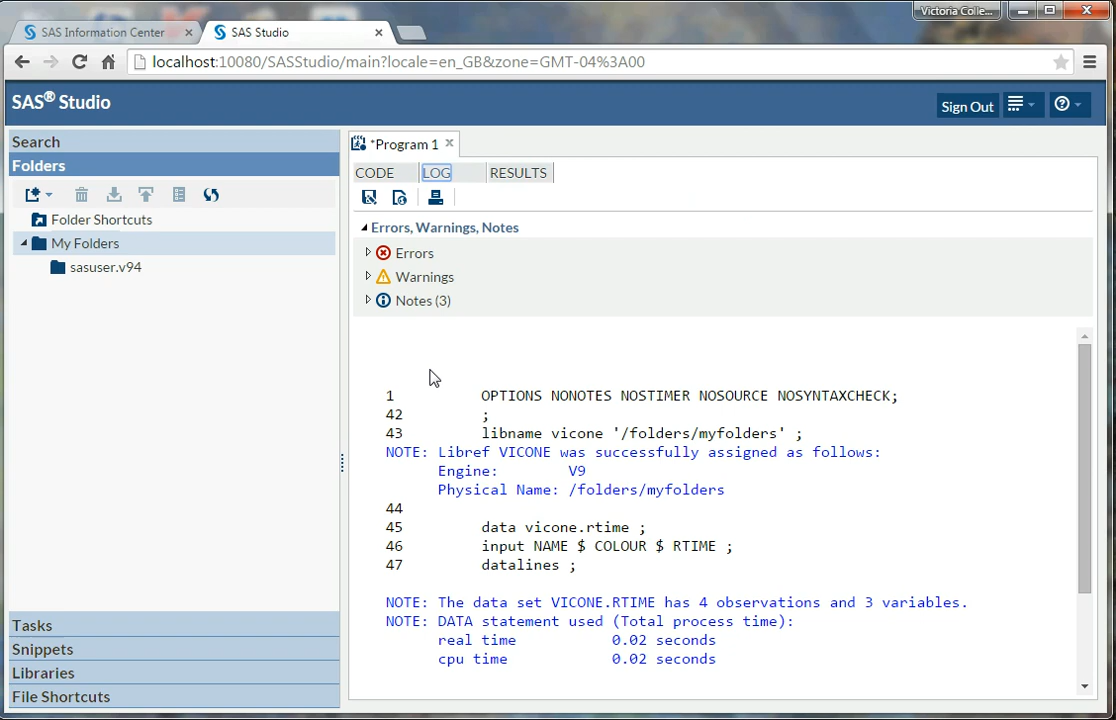 Victoria Colle...
SAS Information Center
SAS Studio
localhost:10080/SASStudio/main?locale=en_GB&zone=GMT-04%3A00
SAS® Studio
Sign Out
Search
Folders
Folder Shortcuts
My Folders
sasuser.v94
Tasks
Snippets
Libraries
File Shortcuts
*Program 1
CODE LOG RESULTS
Errors, Warnings, Notes
Errors
Warnings
Notes (3)
1 OPTIONS NONOTES NOSTIMER NOSOURCE NOSYNTAXCHECK;
42 ;
43 libname vicone '/folders/myfolders' ;
NOTE: Libref VICONE was successfully assigned as follows:
Engine: V9
Physical Name: /folders/myfolders
44
45 data vicone.rtime ;
46 input NAME $ COLOUR $ RTIME ;
47 datalines ;
NOTE: The data set VICONE.RTIME has 4 observations and 3 variables.
NOTE: DATA statement used (Total process time):
real time 0.02 seconds
cpu time 0.02 seconds